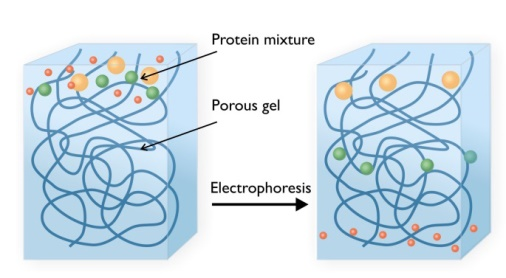 Protein mixture
Porous gel
Electrophoresis